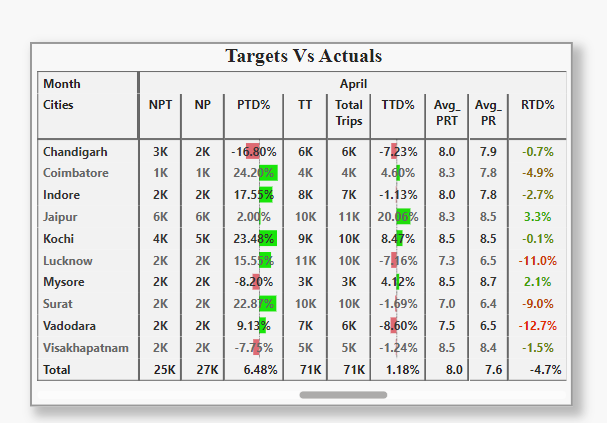 Targets Vs Actuals
Month April
Cities NPT NP PTD% TT Total Trips TTD% Avg_PRT Avg_PR RTD%
Chandigarh 3K 2K -16.80% 6K 6K -7.23% 8.0 7.9 -0.7%
Coimbatore 1K 1K 24.20% 4K 4K 4.60% 8.3 7.8 -4.9%
Indore 2K 2K 17.55% 8K 7K -1.13% 8.0 7.8 -2.7%
Jaipur 6K 6K 2.00% 10K 11K 20.06% 8.3 8.5 3.3%
Kochi 4K 5K 23.48% 9K 10K 8.47% 8.5 8.5 -0.1%
Lucknow 2K 2K 15.55% 11K 10K -7.16% 7.3 6.5 -11.0%
Mysore 2K 2K -8.20% 3K 3K 4.12% 8.5 8.7 2.1%
Surat 2K 2K 22.87% 10K 10K -1.69% 7.0 6.4 -9.0%
Vadodara 2K 2K 9.13% 7K 6K -8.60% 7.5 6.5 -12.7%
Visakhapatnam 2K 2K -7.75% 5K 5K -1.24% 8.5 8.4 -1.5%
Total 25K 27K 6.48% 71K 71K 1.18% 8.0 7.6 -4.7%